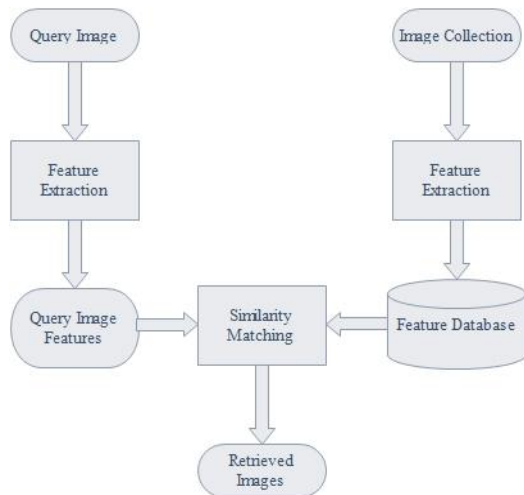 Query Image
Image Collection
Feature
Extraction
Feature
Extraction
Query Image
Features
Similarity
Matching
Feature Database
Retrieved
Images